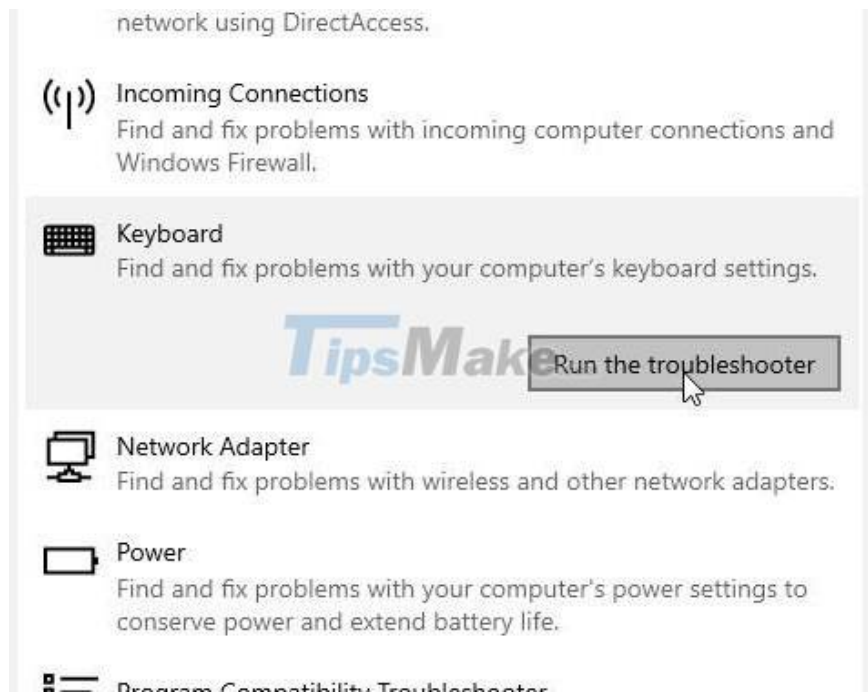 network using DirectAccess.
Incoming Connections
Find and fix problems with incoming computer connections and
Windows Firewall.
Keyboard
Find and fix problems with your computer's keyboard settings.
TipsMake
Run the troubleshooter
Network Adapter
Find and fix problems with wireless and other network adapters.
Power
Find and fix problems with your computer's power settings to
conserve power and extend battery life.
Program Compatibility Troubleshooter